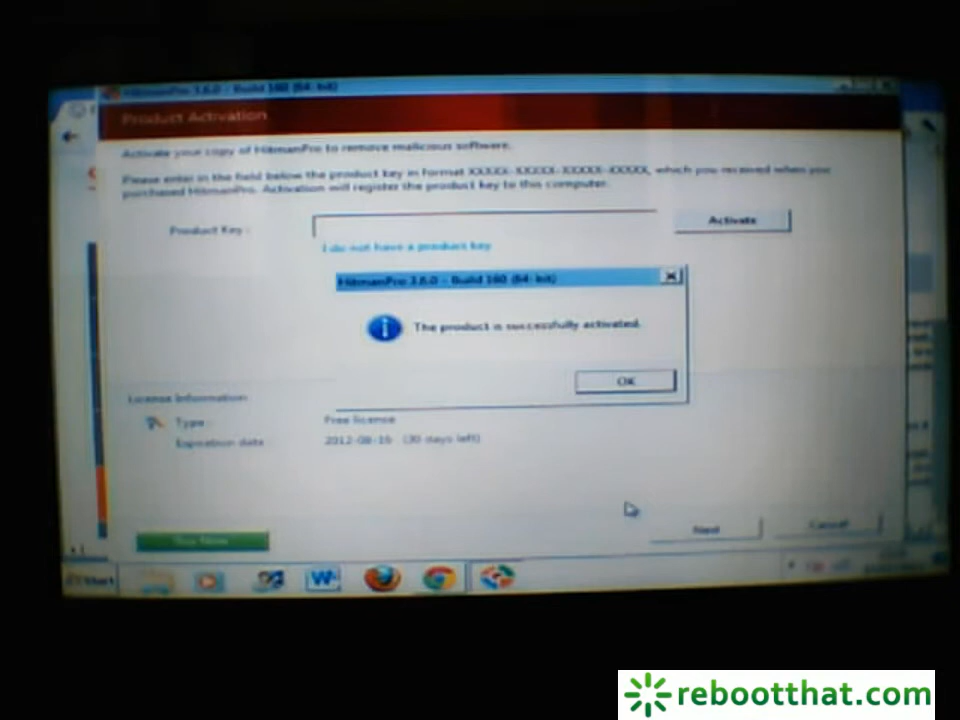 HitmanPro 3.6.0 - Build 160 (64-bit)
Product Activation
Activate your copy of HitmanPro to remove malicious software.
Please enter in the field below the product key in format XXXXX-XXXXX-XXXXX-XXXXX, which you received when you
purchased HitmanPro. Activation will register the product key to this computer.
Product Key:
Activate
I do not have a product key
HitmanPro 3.6.0 - Build 160 (64-bit)
The product is successfully activated.
OK
License Information
Type:
Free license
Expiration date
2012-08-16 (30 days left)
Buy Now
Next
Cancel
Start
rebootthat.com